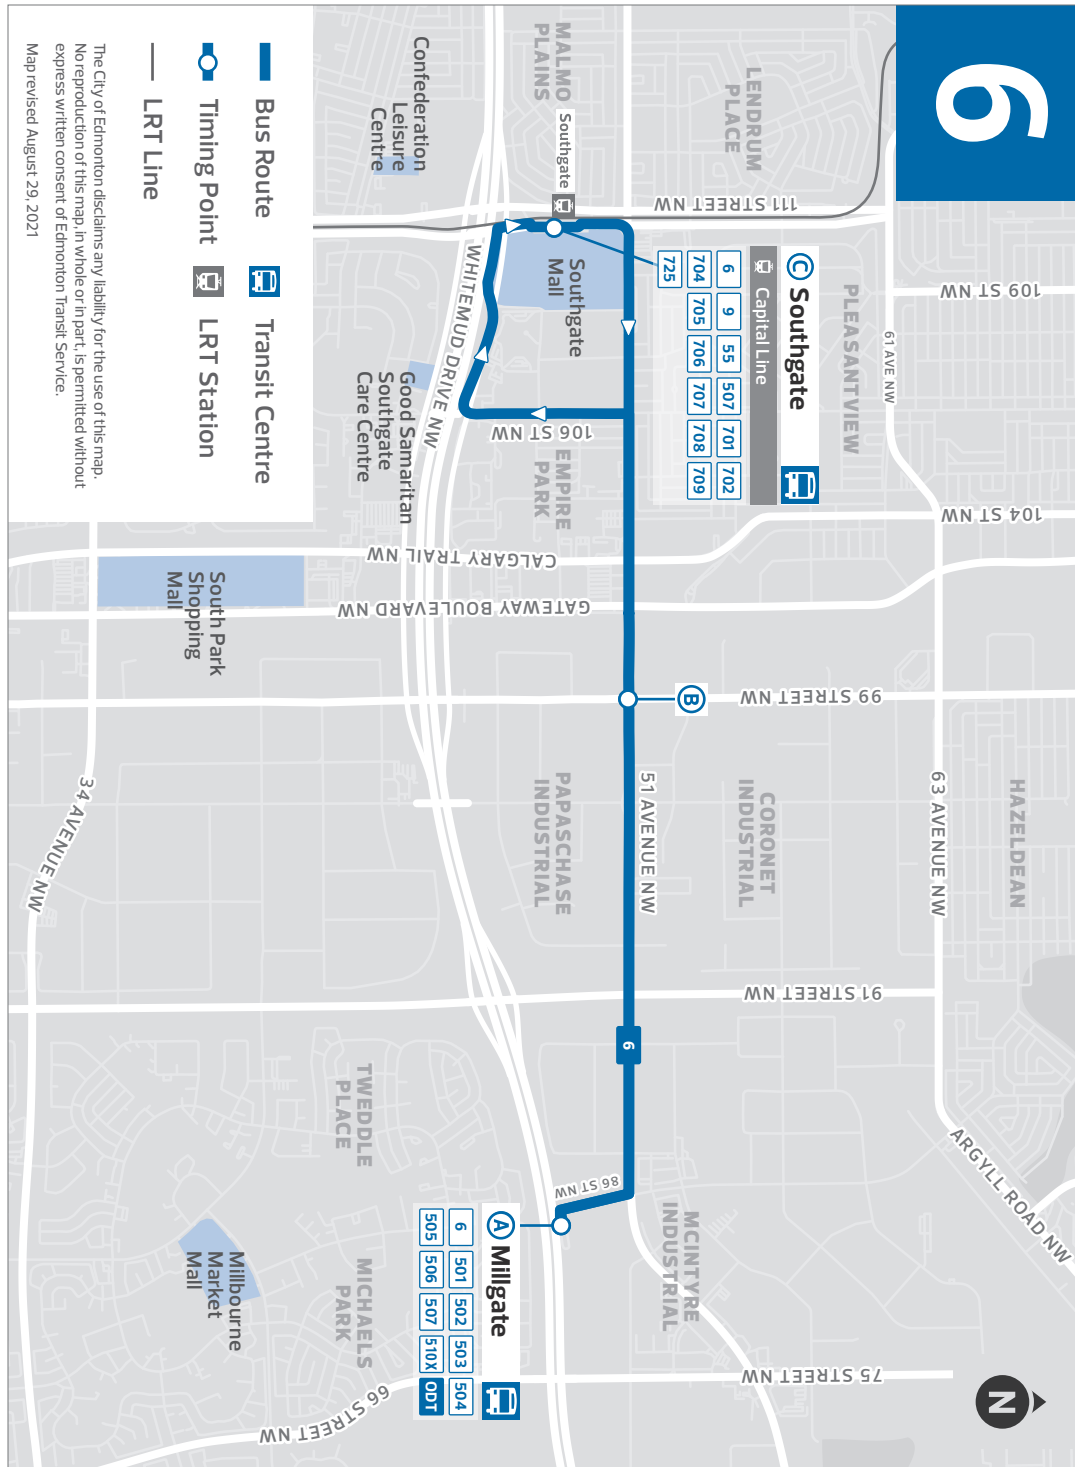 6
MALMO
PLAINS
LENDRUM
PLACE
Confederation
Leisure
Centre
Southgate
111 STREET NW
109 ST NW
61 AVE NW
PLEASANTVIEW
C Southgate
Capital Line
6 9 55 507 701 702
704 705 706 707 708 709
725
Southgate
Mall
WHITEMUD DRIVE NW
106 ST NW
Good Samaritan
Southgate
Care Centre
EMPIRE
PARK
104 ST NW
CALGARY TRAIL NW
GATEWAY BOULEVARD NW
South Park
Shopping
Mall
B
99 STREET NW
34 AVENUE NW
PAPASCHASE
INDUSTRIAL
51 AVENUE NW
CORONET
INDUSTRIAL
63 AVENUE NW
HAZELDEAN
91 STREET NW
6
TWEDDLE
PLACE
86 ST NW
ARGYLL ROAD NW
MCINTYRE
INDUSTRIAL
A Millgate
6 501 502 503 504
505 506 507 510X ODT
Millbourne
Market
Mall
MICHAELS
PARK
66 STREET NW
75 STREET NW
N
Bus Route
Timing Point
LRT Line
Transit Centre
LRT Station
The City of Edmonton disclaims any liability for the use of this map.
No reproduction of this map, in whole or in part, is permitted without
express written consent of Edmonton Transit Service.
Map revised August 29, 2021